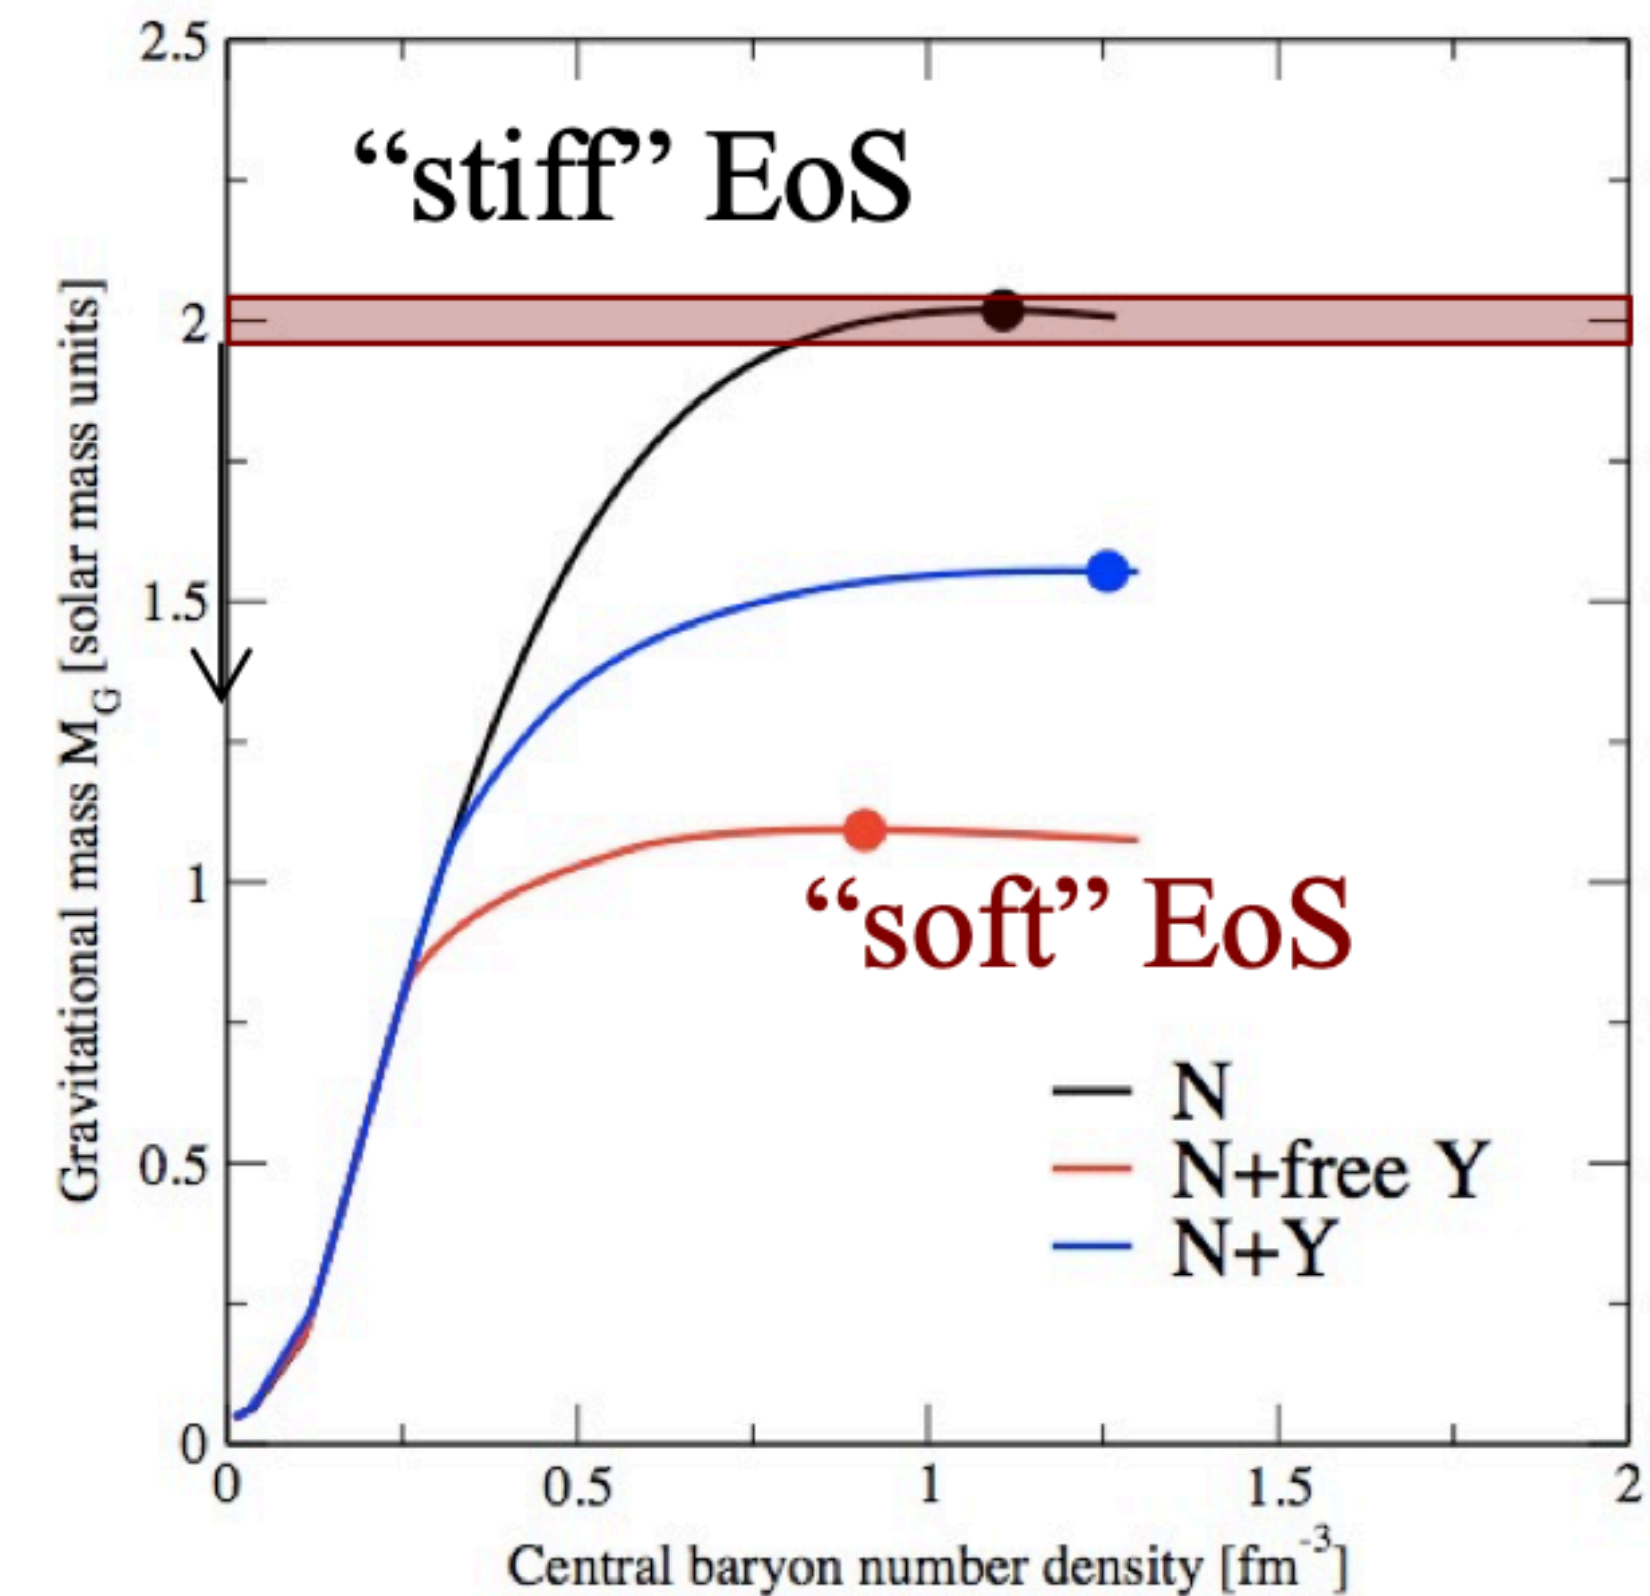 2.5
“stiff” EoS
2
1.5
1
0.5
0
Gravitational mass M_G [solar mass units]
“soft” EoS
N
N+free Y
N+Y
0 0.5 1 1.5 2
Central baryon number density [fm^-3]